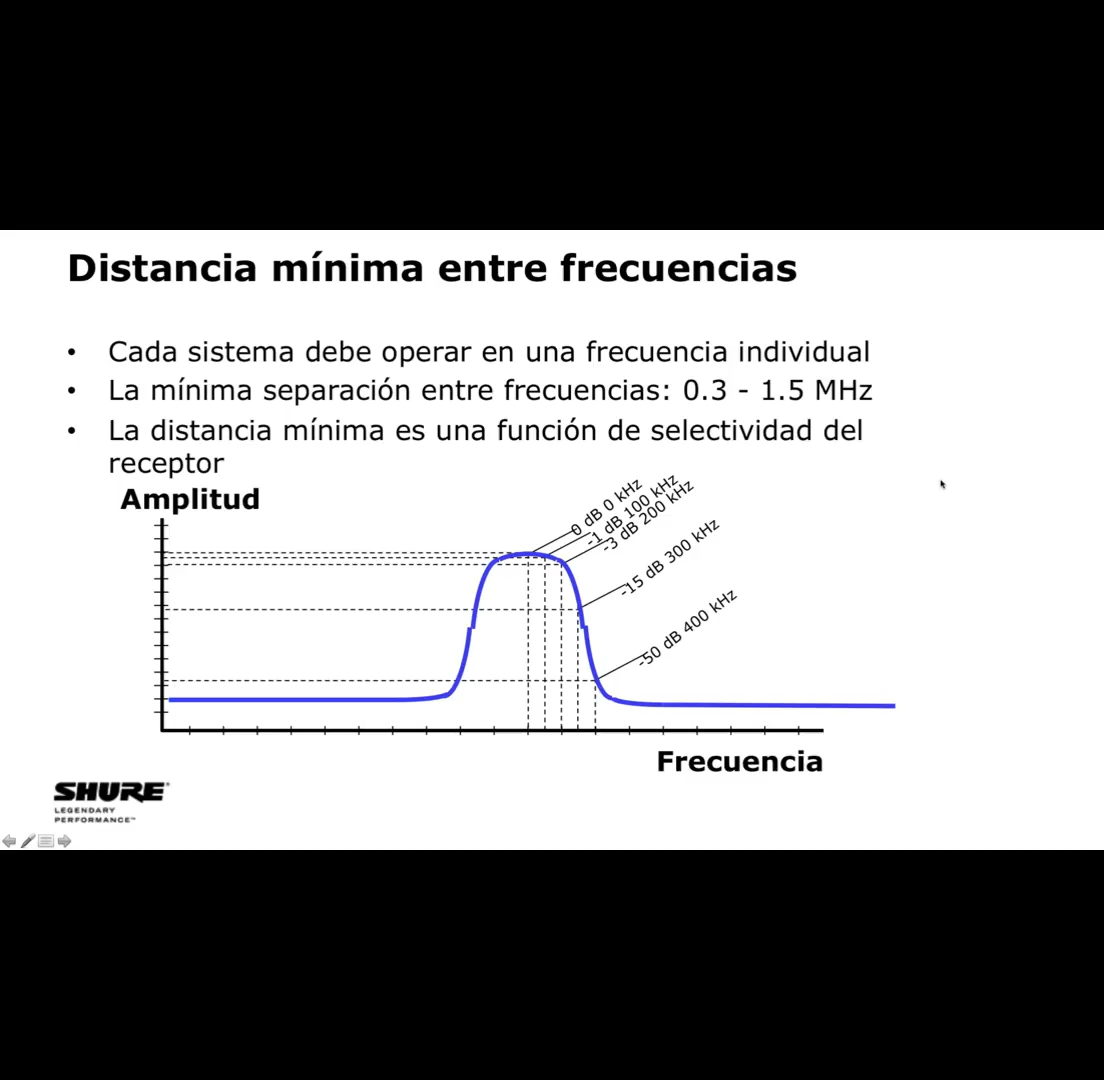 Distancia mínima entre frecuencias
• Cada sistema debe operar en una frecuencia individual
• La mínima separación entre frecuencias: 0.3 - 1.5 MHz
• La distancia mínima es una función de selectividad del
receptor
Amplitud
0 dB 0 kHz
-1 dB 100 kHz
-3 dB 200 kHz
-15 dB 300 kHz
-50 dB 400 kHz
Frecuencia
SHURE
LEGENDARY
PERFORMANCE™